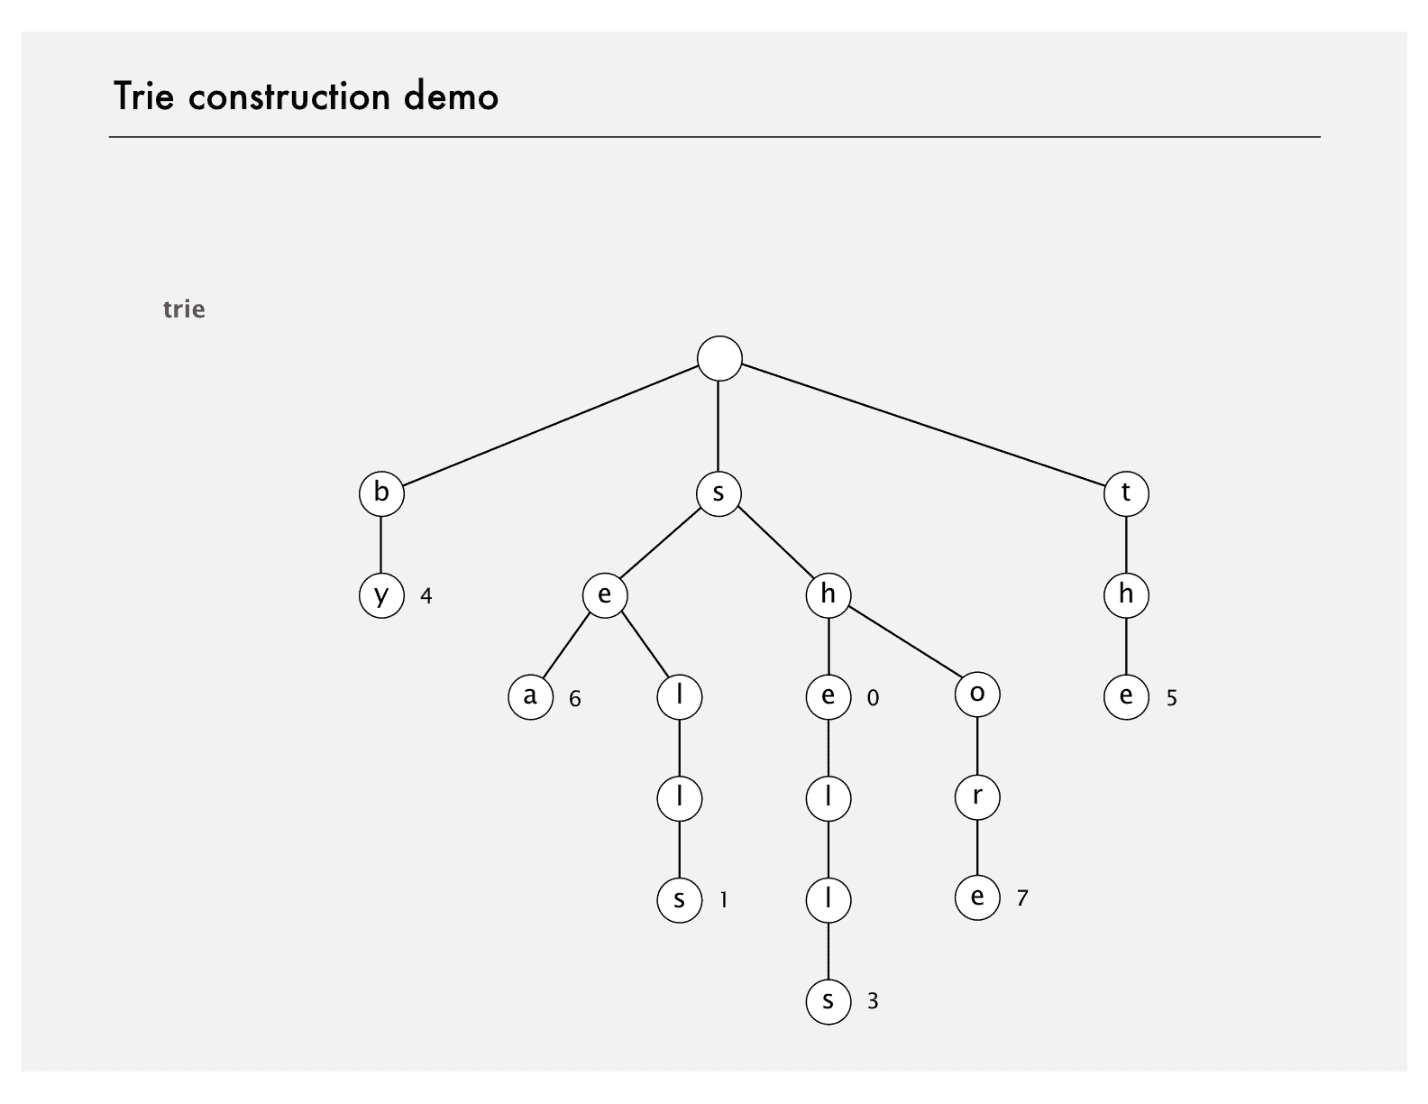 Trie construction demo
trie
b s t
y 4 e h h
a 6 l e 0 o e 5
l l r
s 1 l e 7
s 3